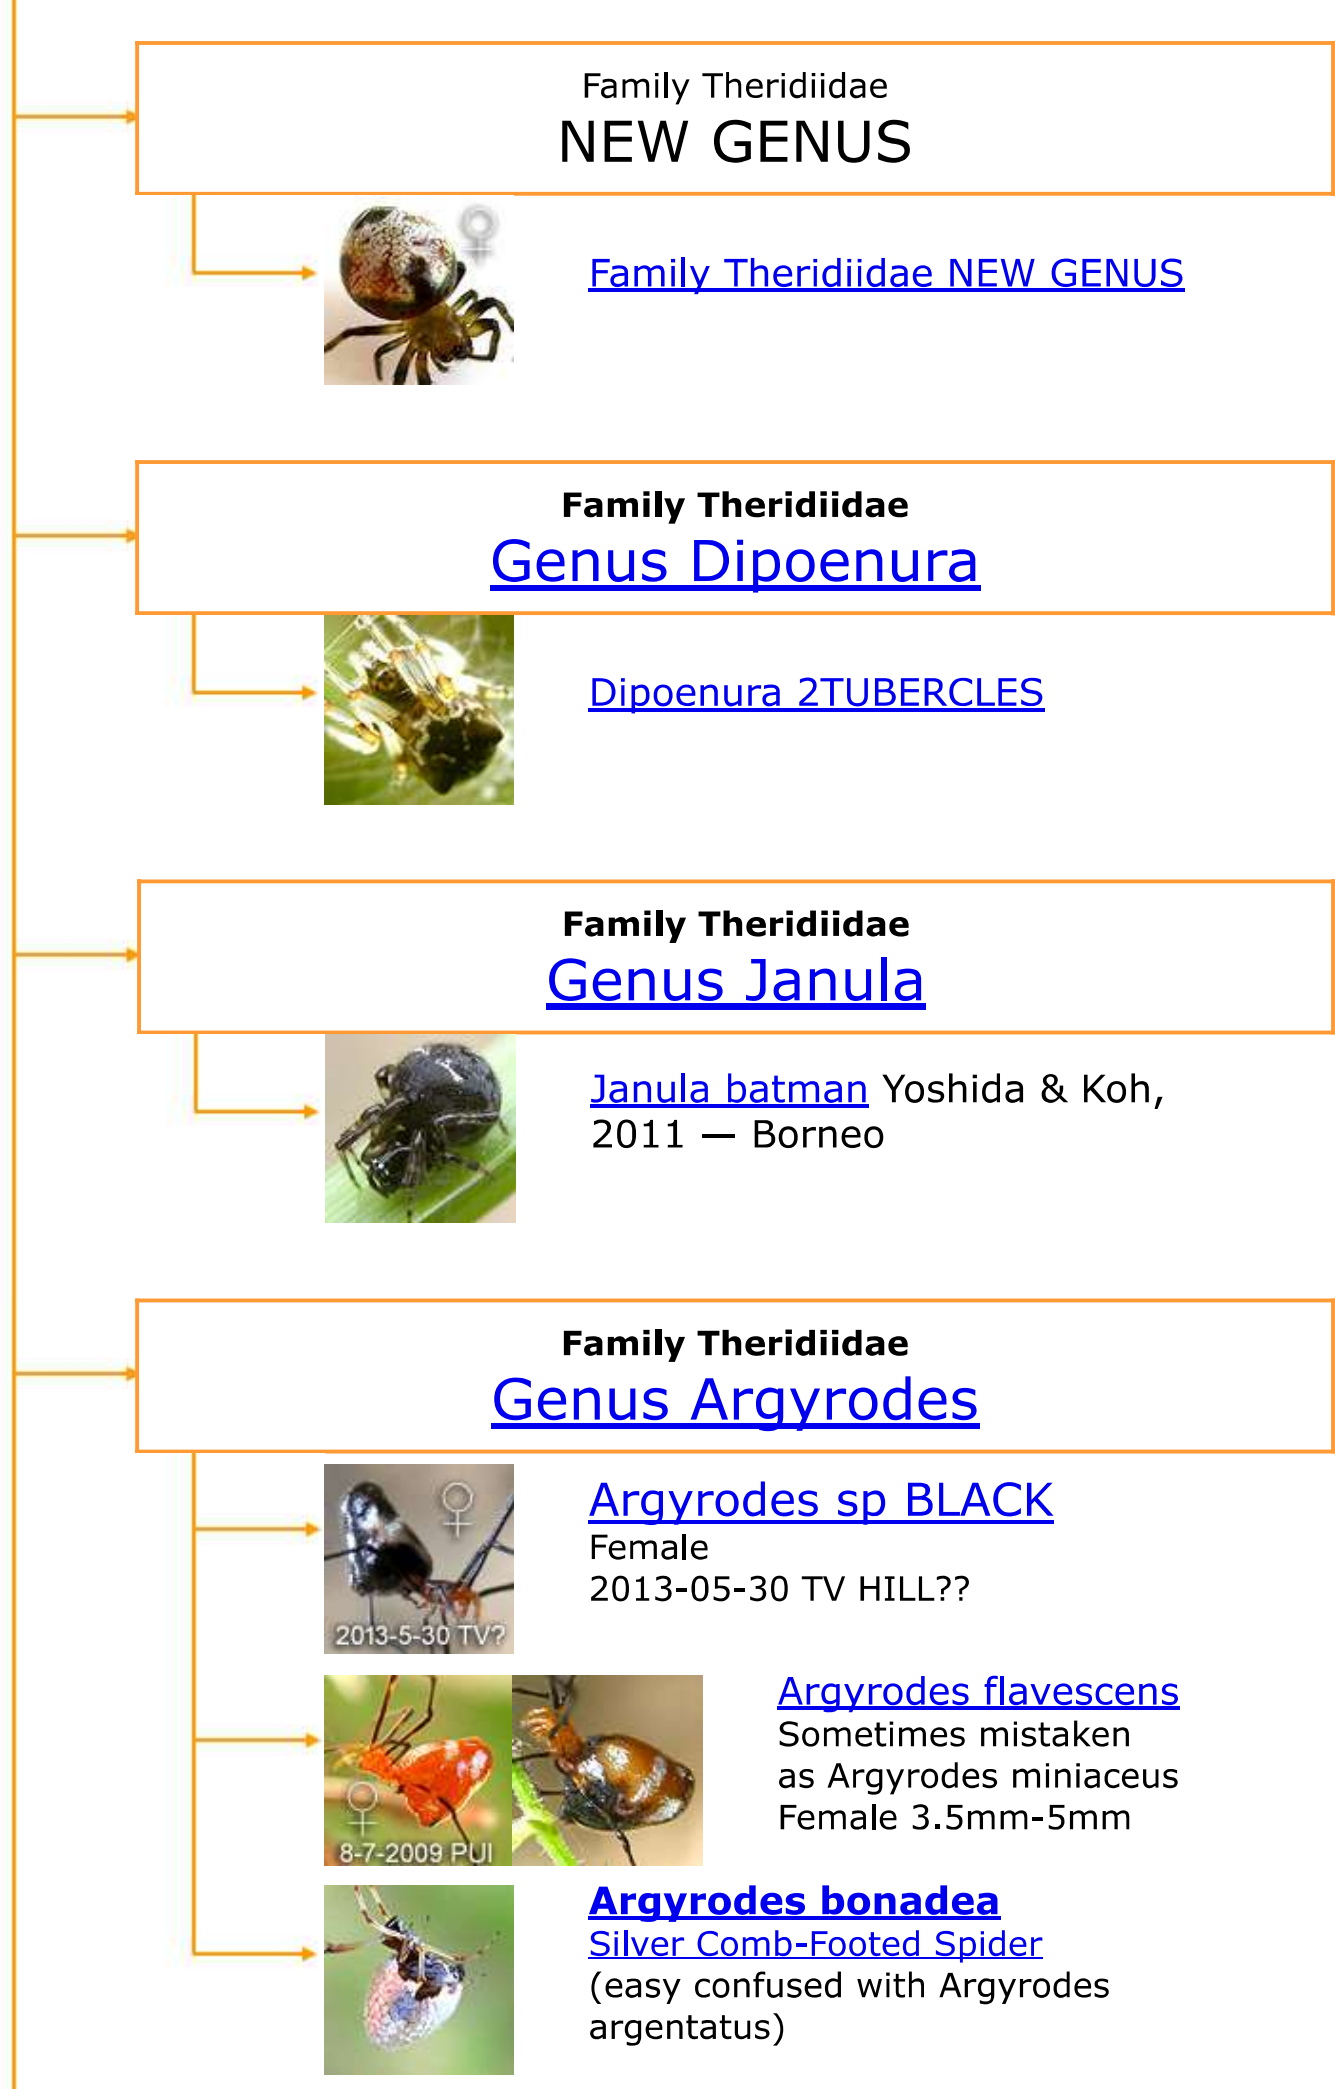 Family Theridiidae
NEW GENUS
Family Theridiidae NEW GENUS
Family Theridiidae
Genus Dipoenura
Dipoenura 2TUBERCLES
Family Theridiidae
Genus Janula
Janula batman Yoshida & Koh,
2011 — Borneo
Family Theridiidae
Genus Argyrodes
Argyrodes sp BLACK
Female
2013-05-30 TV HILL??
2013-5-30 TV?
Argyrodes flavescens
Sometimes mistaken
as Argyrodes miniaceus
Female 3.5mm-5mm
8-7-2009 PUI
Argyrodes bonadea
Silver Comb-Footed Spider
(easy confused with Argyrodes
argentatus)